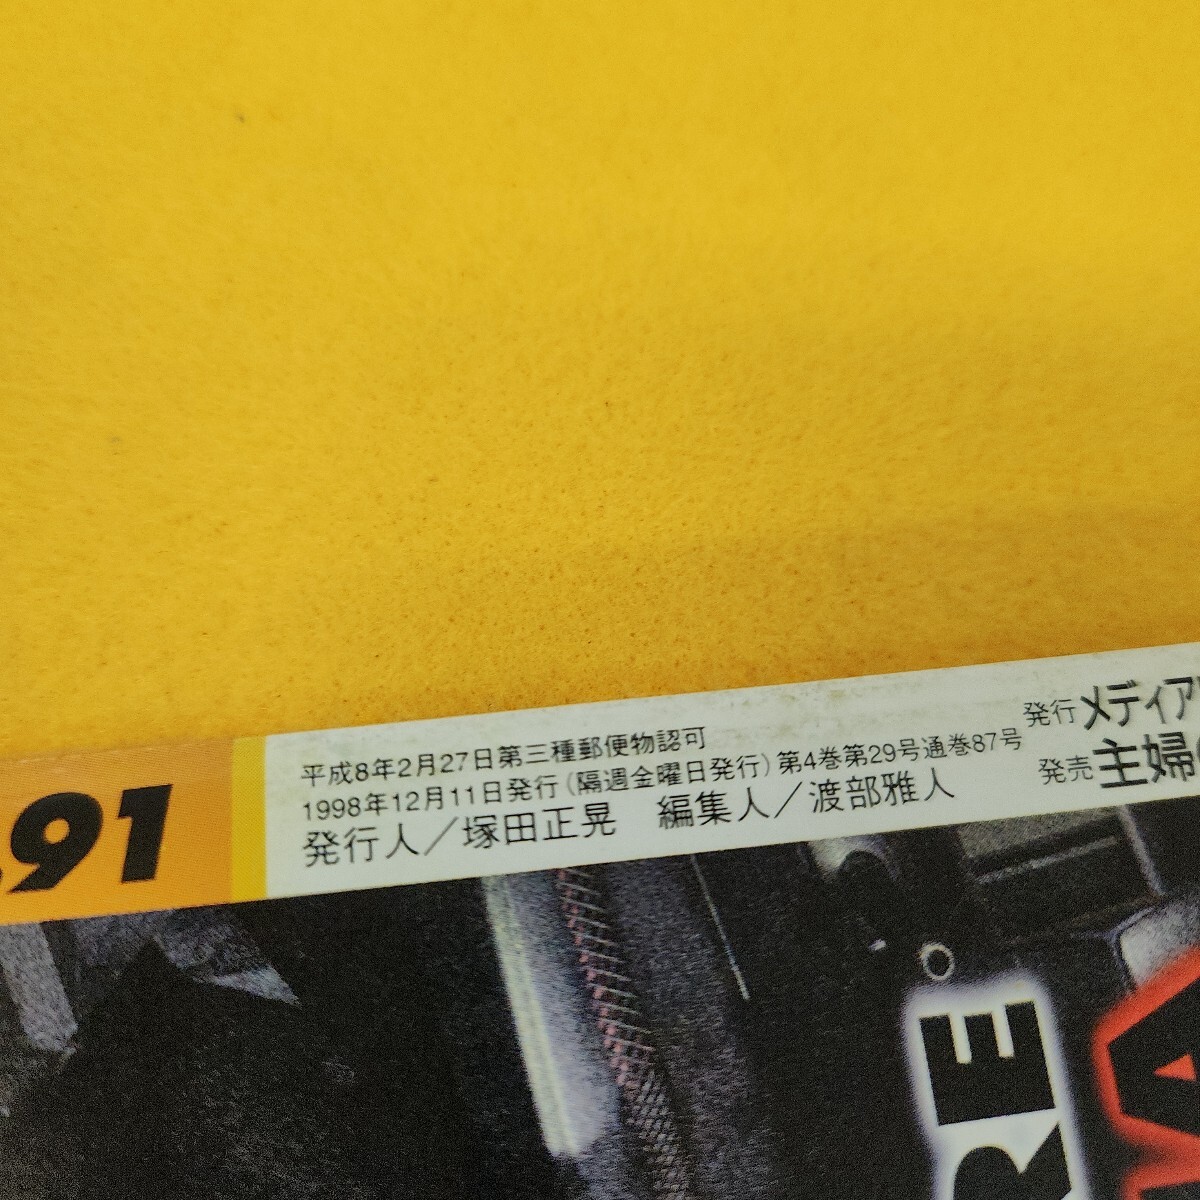 .91
平成8年2月27日第三種郵便物認可
1998年12月11日発行(隔週金曜日発行)第4巻第29号通巻87号
発行人／塚田正晃 編集人／渡部雅人
発行 メディア
発売 主婦
RE